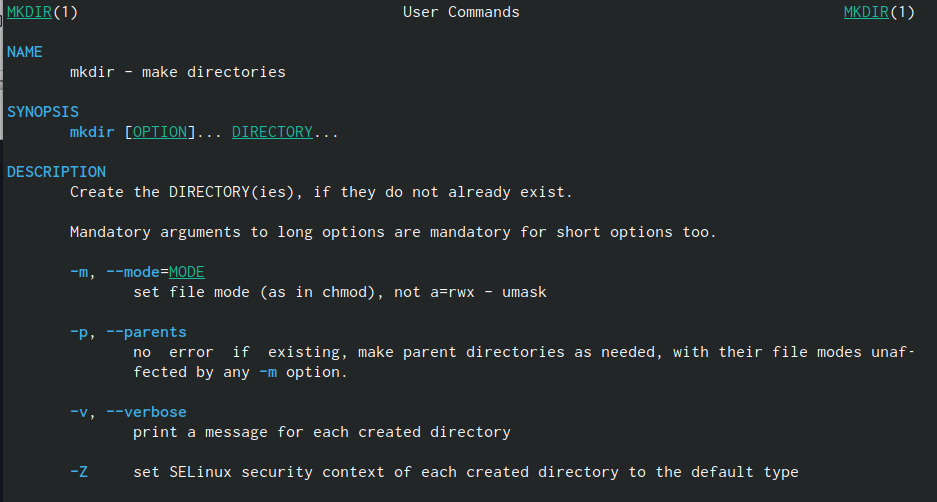 MKDIR(1) User Commands MKDIR(1)
NAME
mkdir - make directories
SYNOPSIS
mkdir [OPTION]... DIRECTORY...
DESCRIPTION
Create the DIRECTORY(ies), if they do not already exist.
Mandatory arguments to long options are mandatory for short options too.
-m, --mode=MODE
set file mode (as in chmod), not a=rwx - umask
-p, --parents
no error if existing, make parent directories as needed, with their file modes unaf-
fected by any -m option.
-v, --verbose
print a message for each created directory
-Z set SELinux security context of each created directory to the default type